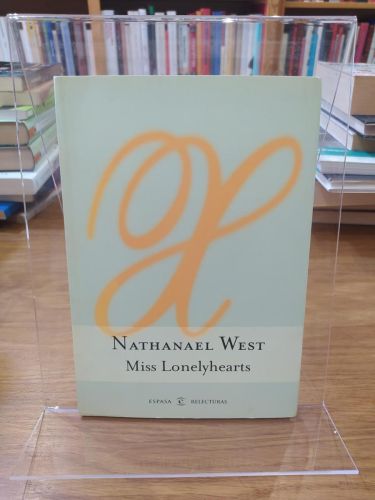 NATHANAEL WEST
Miss Lonelyhearts
ESPASA RELECTURAS